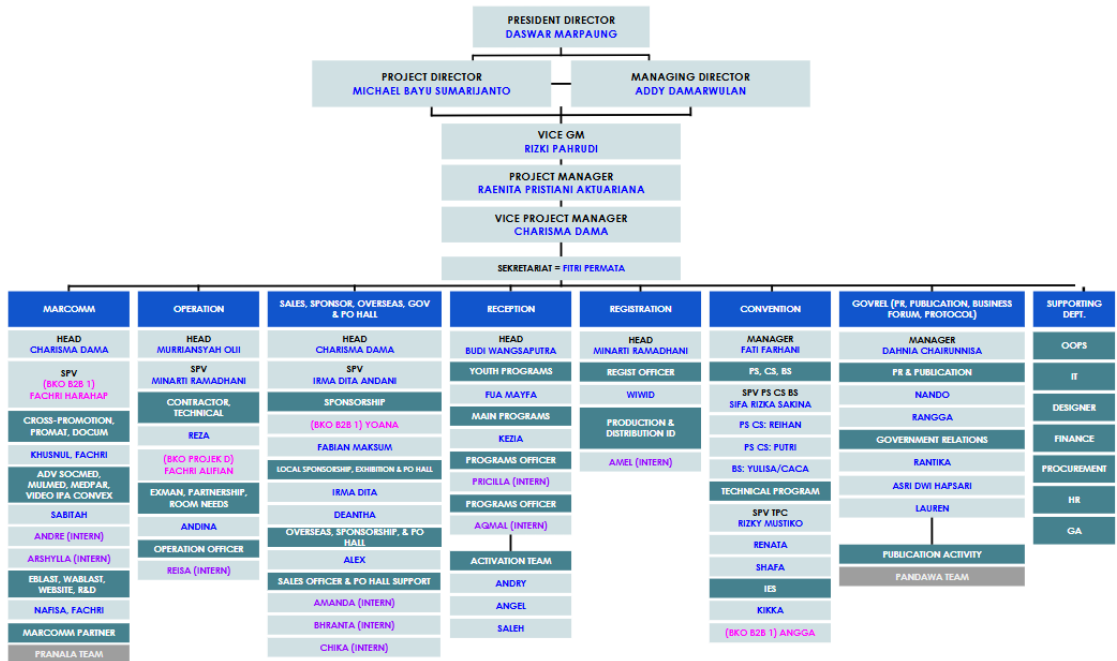 PRESIDENT DIRECTOR
DASWAR MARPAUNG
PROJECT DIRECTOR
MICHAEL BAYU SUMARIJANTO
MANAGING DIRECTOR
ADDY DAMARWULAN
VICE GM
RIZKI PAHRUDI
PROJECT MANAGER
RAENITA PRISTIANI AKTUARIANA
VICE PROJECT MANAGER
CHARISMA DAMA
SEKRETARIAT = FITRI PERMATA
MARCOMM
HEAD
CHARISMA DAMA
SPV
(BKO B2B 1)
FACHRI HARAHAP
CROSS-PROMOTION,
PROMAT, DOCUM
KHUSNUL, FACHRI
ADV SOCMED,
MULMED, MEDPAR,
VIDEO IPA CONVEX
SABITAH
ANDRE (INTERN)
ARSHYLLA (INTERN)
EBLAST, WABLAST,
WEBSITE, R&D
NAFISA, FACHRI
MARCOMM PARTNER
PRANALA TEAM
OPERATION
HEAD
MURRIANSYAH OLII
SPV
MINARTI RAMADHANI
CONTRACTOR,
TECHNICAL
REZA
(BKO PROJEK D)
FACHRI ALIFIAN
EXMAN, PARTNERSHIP,
ROOM NEEDS
ANDINA
OPERATION OFFICER
REISA (INTERN)
SALES, SPONSOR, OVERSEAS, GOV
& PO HALL
HEAD
CHARISMA DAMA
SPV
IRMA DITA ANDANI
SPONSORSHIP
(BKO B2B 1) YOANA
FABIAN MAKSUM
LOCAL SPONSORSHIP, EXHIBITION & PO HALL
IRMA DITA
DEANTHA
OVERSEAS, SPONSORSHIP, & PO
HALL
ALEX
SALES OFFICER & PO HALL SUPPORT
AMANDA (INTERN)
BHRANTA (INTERN)
CHIKA (INTERN)
RECEPTION
HEAD
BUDI WANGSAPUTRA
YOUTH PROGRAMS
FUA MAYFA
MAIN PROGRAMS
KEZIA
PROGRAMS OFFICER
PRICILLA (INTERN)
PROGRAMS OFFICER
AQMAL (INTERN)
ACTIVATION TEAM
ANDRY
ANGEL
SALEH
REGISTRATION
HEAD
MINARTI RAMADHANI
REGIST OFFICER
WIWID
PRODUCTION &
DISTRIBUTION ID
AMEL (INTERN)
CONVENTION
MANAGER
FATI FARHANI
PS, CS, BS
SPV PS CS BS
SIFA RIZKA SAKINA
PS CS: REIHAN
PS CS: PUTRI
BS: YULISA/CACA
TECHNICAL PROGRAM
SPV TPC
RIZKY MUSTIKO
RENATA
SHAFA
IES
KIKKA
(BKO B2B 1) ANGGA
GOVREL (PR, PUBLICATION, BUSINESS
FORUM, PROTOCOL)
MANAGER
DAHNIA CHAIRUNNISA
PR & PUBLICATION
NANDO
RANGGA
GOVERNMENT RELATIONS
RANTIKA
ASRI DWI HAPSARI
LAUREN
PUBLICATION ACTIVITY
PANDAWA TEAM
SUPPORTING
DEPT.
OOPS
IT
DESIGNER
FINANCE
PROCUREMENT
HR
GA